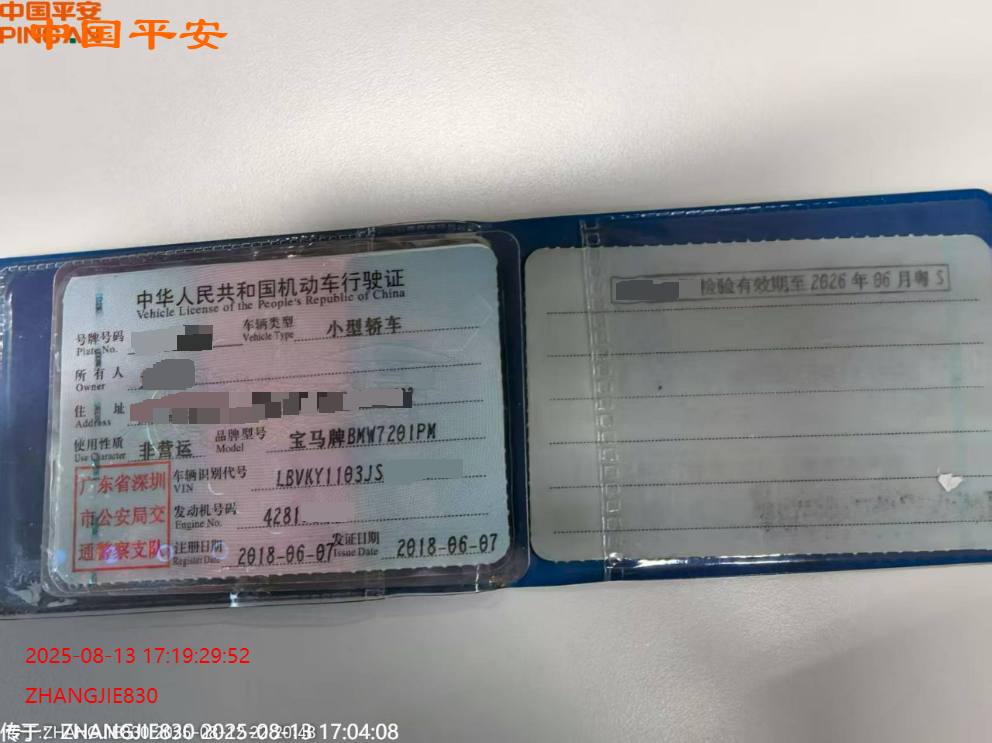 中国平安
PING AN
中国平安
中华人民共和国机动车行驶证
Vehicle License of the People's Republic of China
号牌号码
Plate No.
车辆类型
Vehicle Type
小型轿车
所有人
Owner
住址
Address
使用性质
Use Character
非营运
品牌型号
Model
宝马牌BMW7201PM
广东省深圳
市公安局交
通警察支队
车辆识别代号
VIN
LBVKY1103JS
发动机号码
Engine No.
4281
注册日期
Register Date
2018-06-07
发证日期
Issue Date
2018-06-07
检验有效期至2026年06月粤S
2025-08-13 17:19:29:52
ZHANGJIE830
传于: ZHANGJIE830 2025-08-13 17:04:08